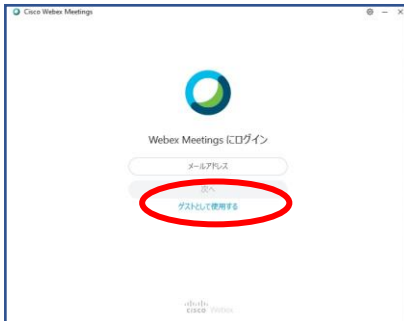 Cisco Webex Meetings
Webex Meetings にログイン
メールアドレス
次へ
ゲストとして使用する
cisco Webex